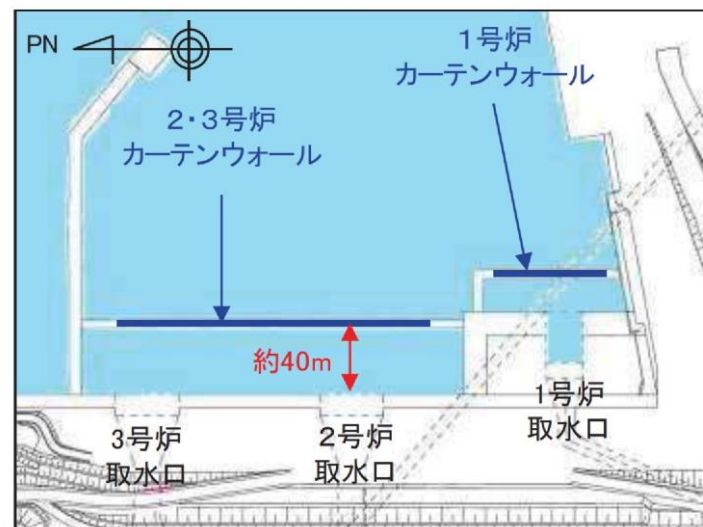 PN
1号炉
カーテンウォール
2・3号炉
カーテンウォール
約40m
3号炉
取水口
2号炉
取水口
1号炉
取水口